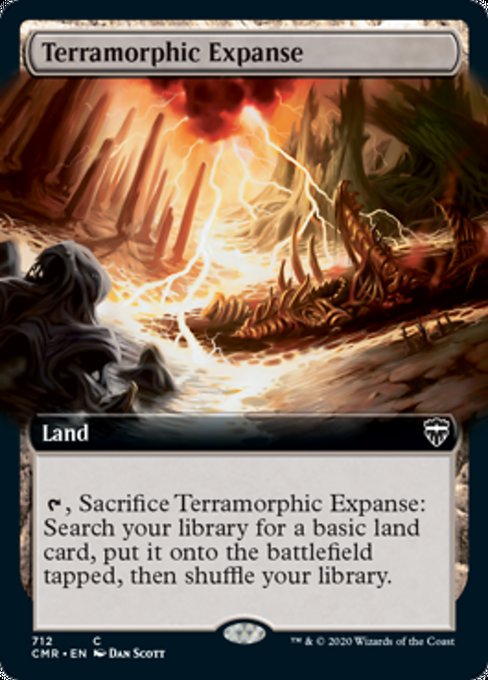 Terramorphic Expanse
Land
, Sacrifice Terramorphic Expanse:
Search your library for a basic land
card, put it onto the battlefield
tapped, then shuffle your library.
712 C
CMR • EN Dan Scott
™ & © 2020 Wizards of the Coast